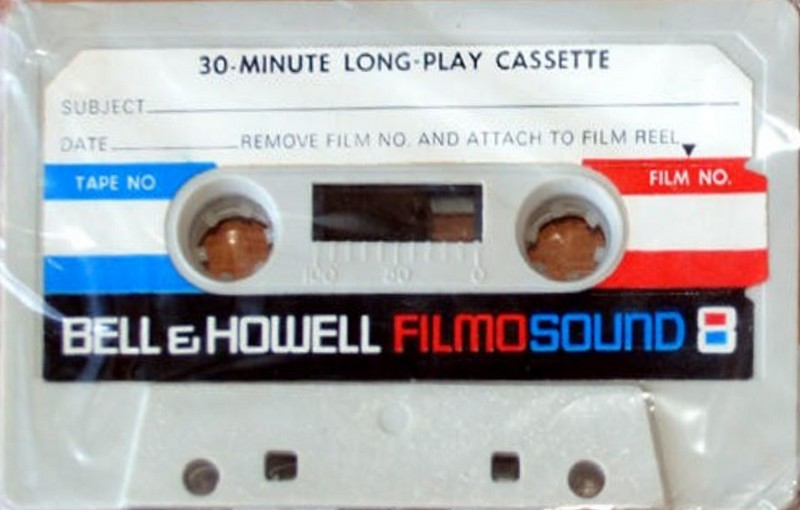 30-MINUTE LONG-PLAY CASSETTE
SUBJECT
DATE REMOVE FILM NO. AND ATTACH TO FILM REEL
TAPE NO FILM NO.
100 50 0
BELL & HOWELL FILMOSOUND 8